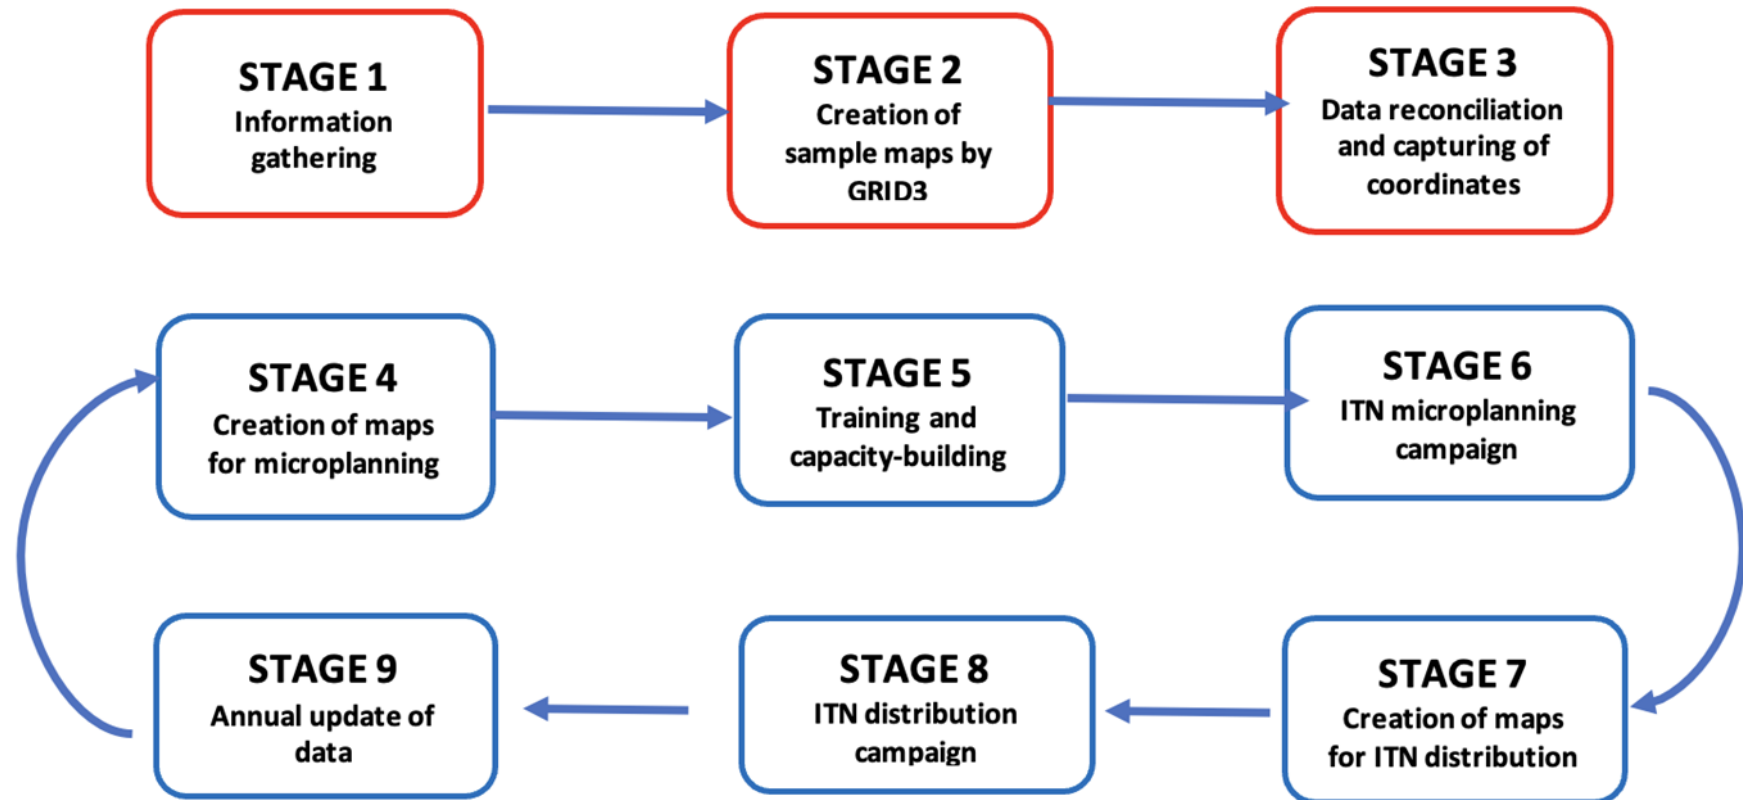 STAGE 1
Information
gathering
STAGE 2
Creation of
sample maps by
GRID3
STAGE 3
Data reconciliation
and capturing of
coordinates
STAGE 4
Creation of maps
for microplanning
STAGE 5
Training and
capacity-building
STAGE 6
ITN microplanning
campaign
STAGE 9
Annual update of
data
STAGE 8
ITN distribution
campaign
STAGE 7
Creation of maps
for ITN distribution